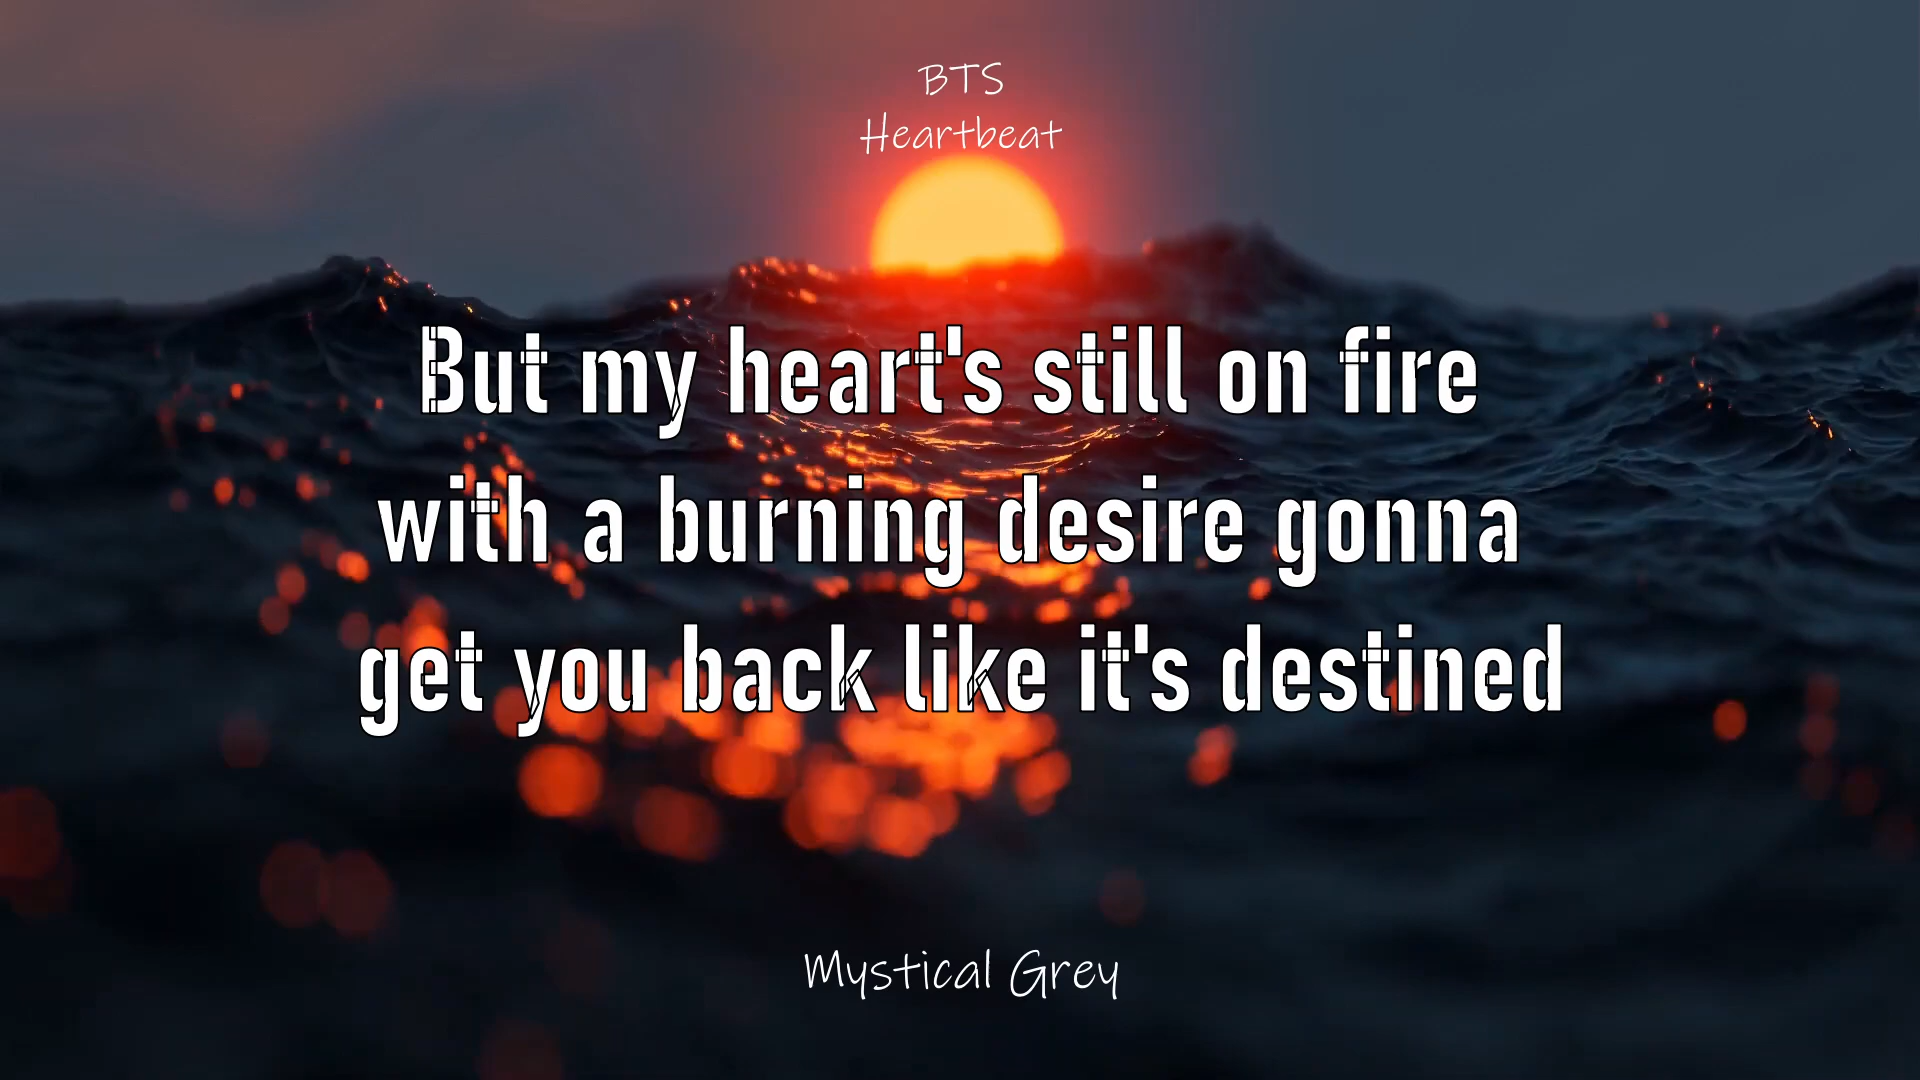 BTS
Heartbeat
But my heart's still on fire
with a burning desire gonna
get you back like it's destined
Mystical Grey